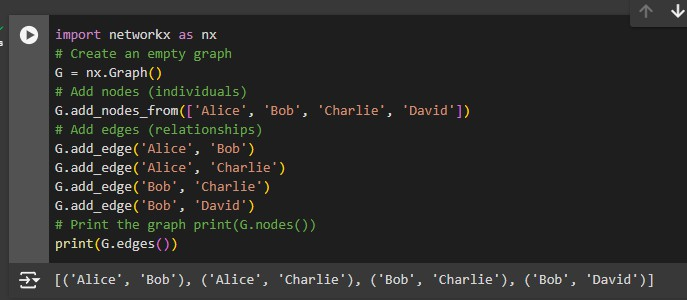 import networkx as nx
# Create an empty graph
G = nx.Graph()
# Add nodes (individuals)
G.add_nodes_from(['Alice', 'Bob', 'Charlie', 'David'])
# Add edges (relationships)
G.add_edge('Alice', 'Bob')
G.add_edge('Alice', 'Charlie')
G.add_edge('Bob', 'Charlie')
G.add_edge('Bob', 'David')
# Print the graph print(G.nodes())
print(G.edges())
[('Alice', 'Bob'), ('Alice', 'Charlie'), ('Bob', 'Charlie'), ('Bob', 'David')]